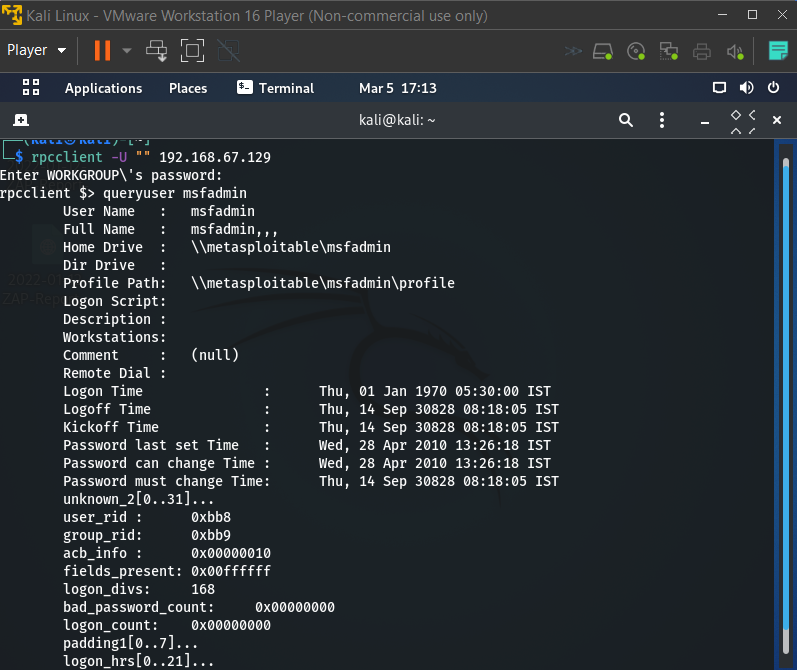 Kali Linux - VMware Workstation 16 Player (Non-commercial use only)
Player
Applications Places Terminal Mar 5 17:13
kali@kali: ~
(kali㉿kali)-[~]
$ rpcclient -U "" 192.168.67.129
Enter WORKGROUP\'s password:
rpcclient $> queryuser msfadmin
User Name : msfadmin
Full Name : msfadmin,,,
Home Drive : \\metasploitable\msfadmin
Dir Drive :
Profile Path: \\metasploitable\msfadmin\profile
Logon Script:
Description :
Workstations:
Comment : (null)
Remote Dial :
Logon Time : Thu, 01 Jan 1970 05:30:00 IST
Logoff Time : Thu, 14 Sep 30828 08:18:05 IST
Kickoff Time : Thu, 14 Sep 30828 08:18:05 IST
Password last set Time : Wed, 28 Apr 2010 13:26:18 IST
Password can change Time : Wed, 28 Apr 2010 13:26:18 IST
Password must change Time: Thu, 14 Sep 30828 08:18:05 IST
unknown_2[0..31]...
user_rid : 0xbb8
group_rid: 0xbb9
acb_info : 0x00000010
fields_present: 0x00ffffff
logon_divs: 168
bad_password_count: 0x00000000
logon_count: 0x00000000
padding1[0..7]...
logon_hrs[0..21]...